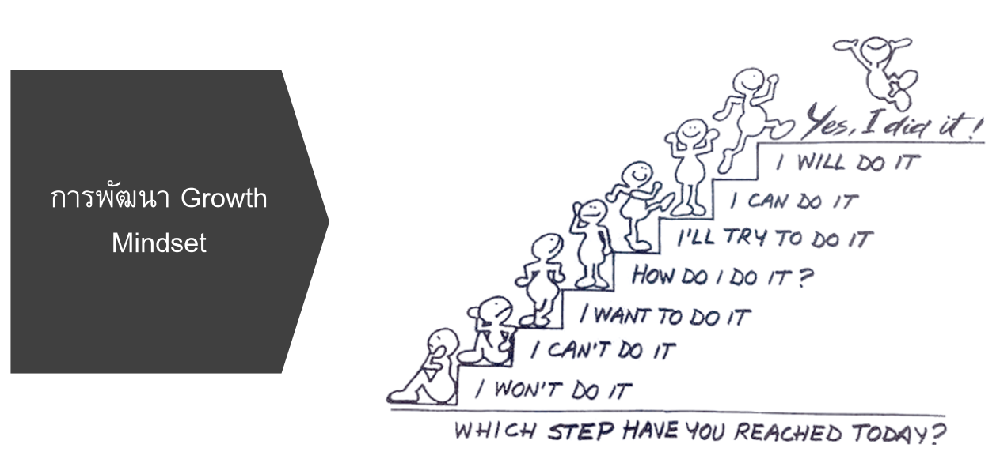 การพัฒนา Growth
Mindset
Yes, I did it!
I WILL DO IT
I CAN DO IT
I'LL TRY TO DO IT
HOW DO I DO IT?
I WANT TO DO IT
I CAN'T DO IT
I WON'T DO IT
WHICH STEP HAVE YOU REACHED TODAY?